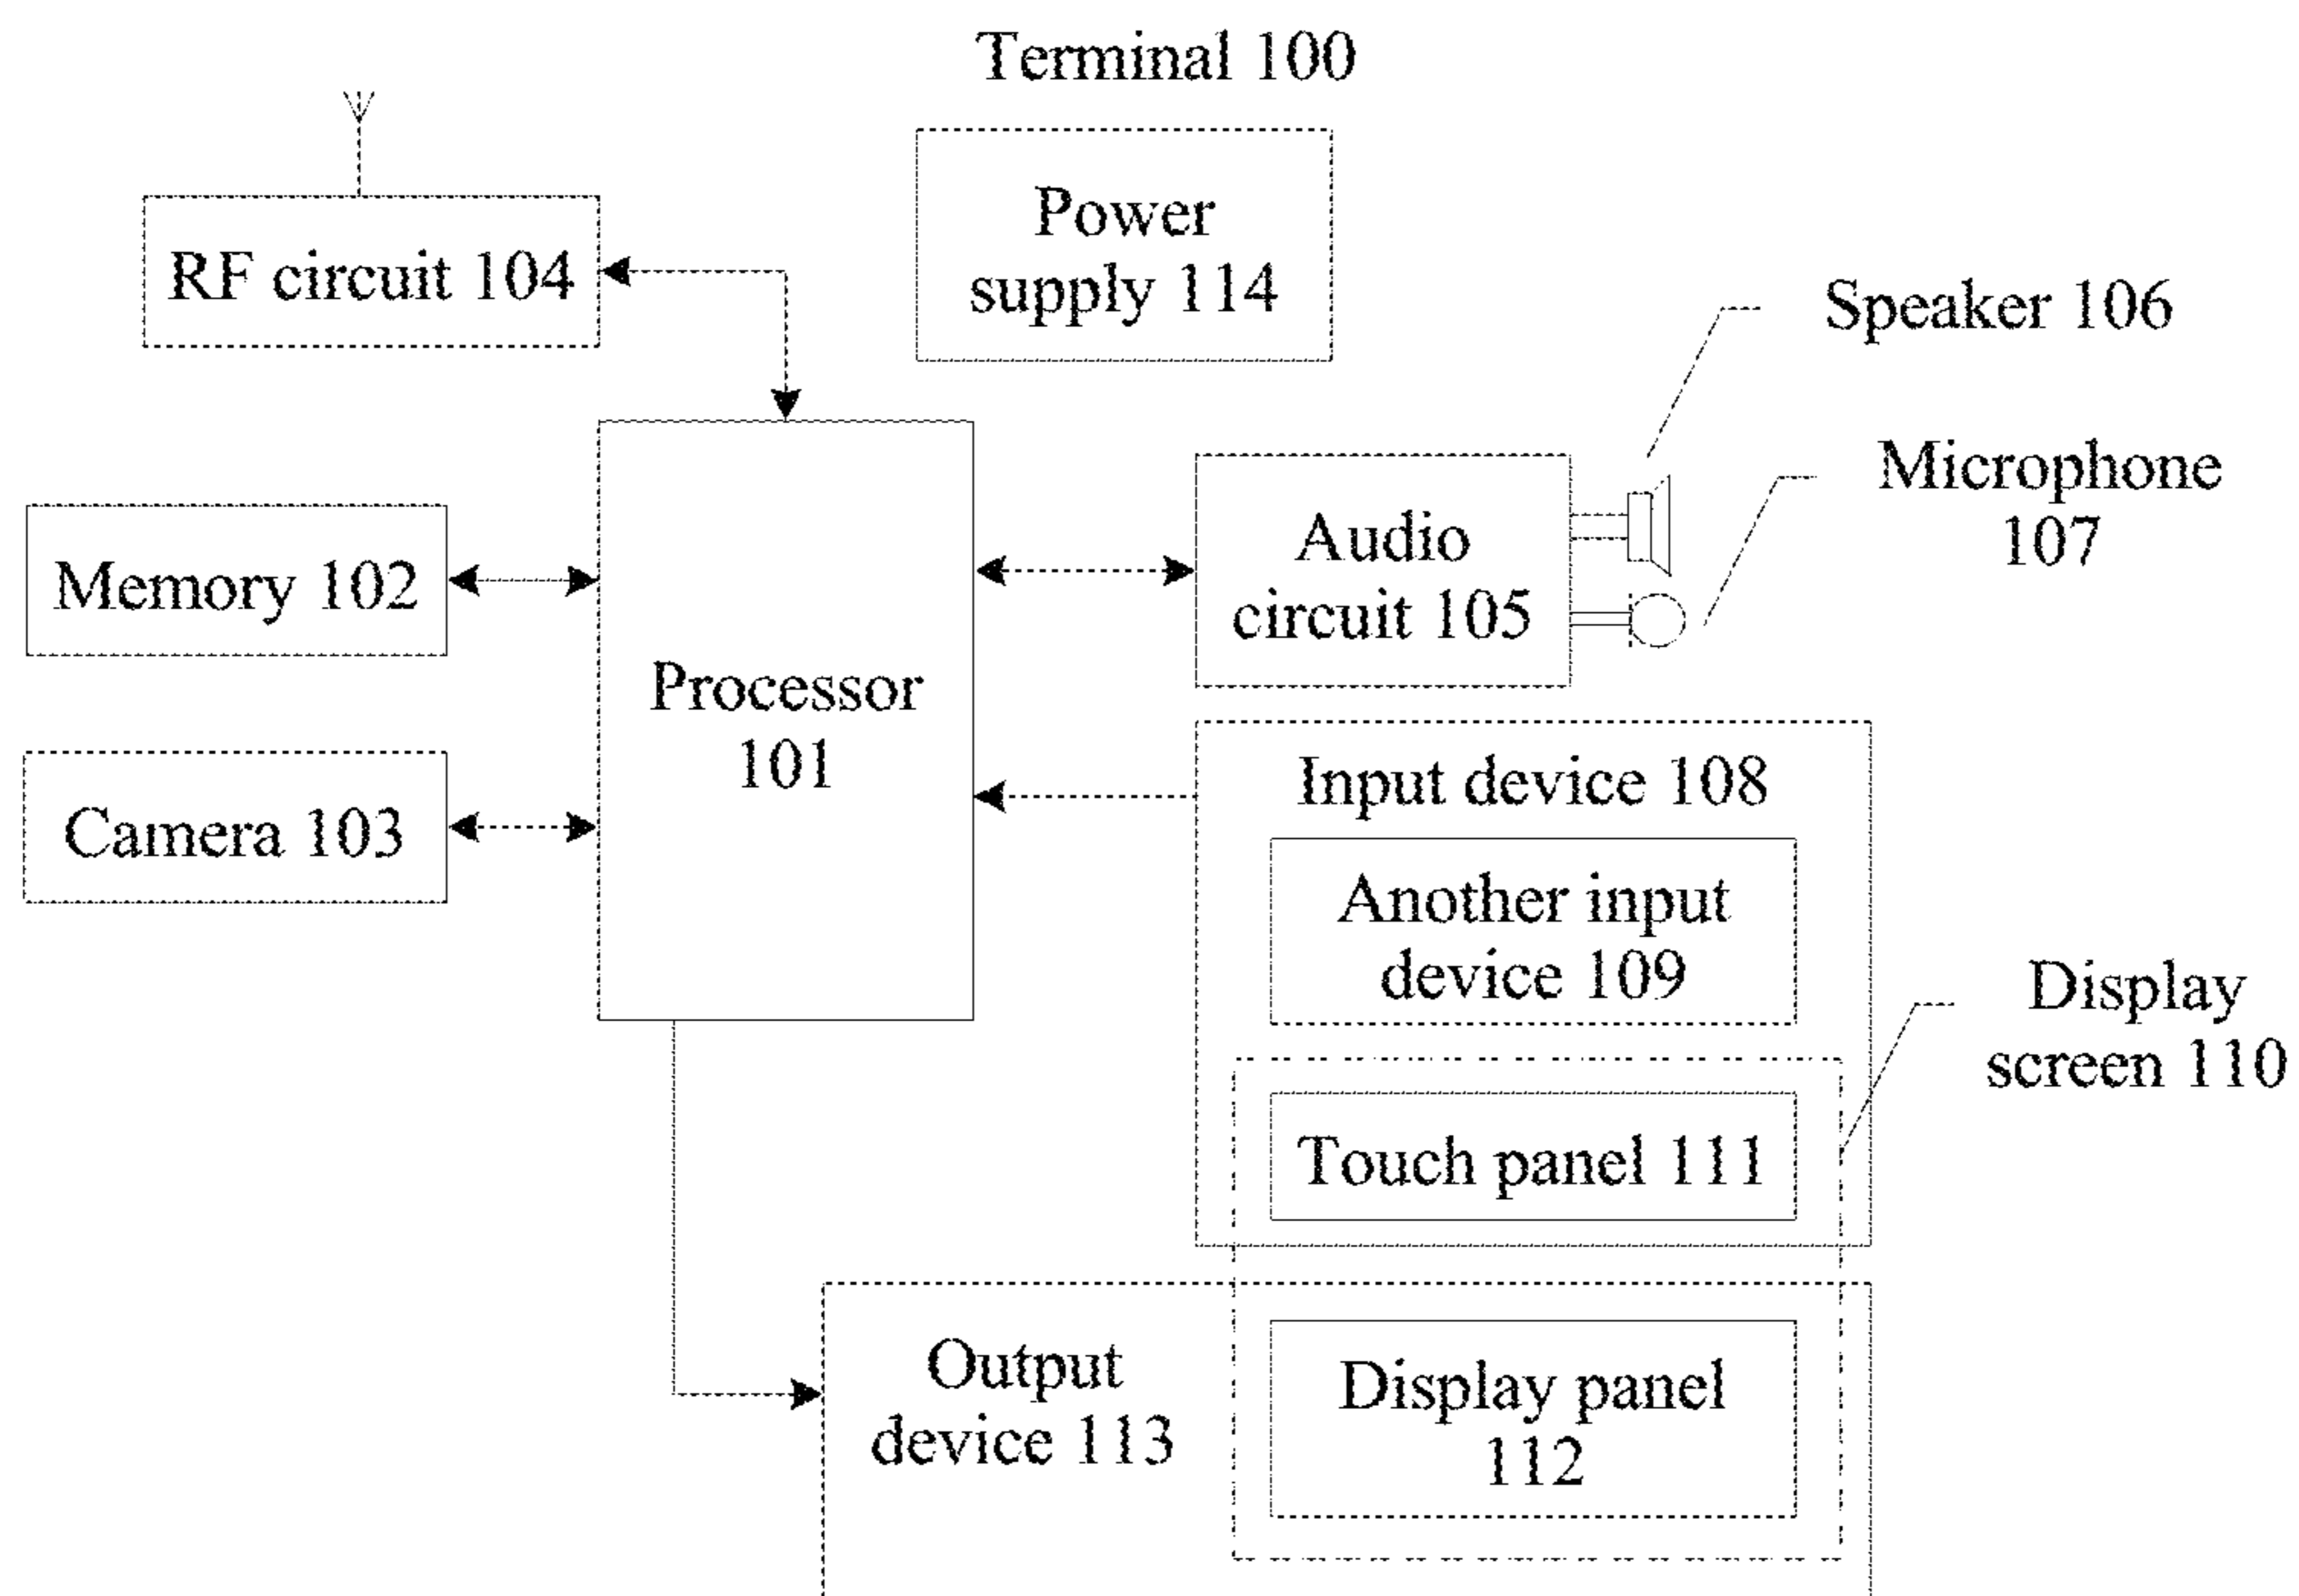 Terminal 100
Power
supply 114
RF circuit 104
Speaker 106
Microphone
107
Audio
circuit 105
Memory 102
Processor
101
Camera 103
Input device 108
Another input
device 109
Display
screen 110
Touch panel 111
Output
device 113
Display panel
112